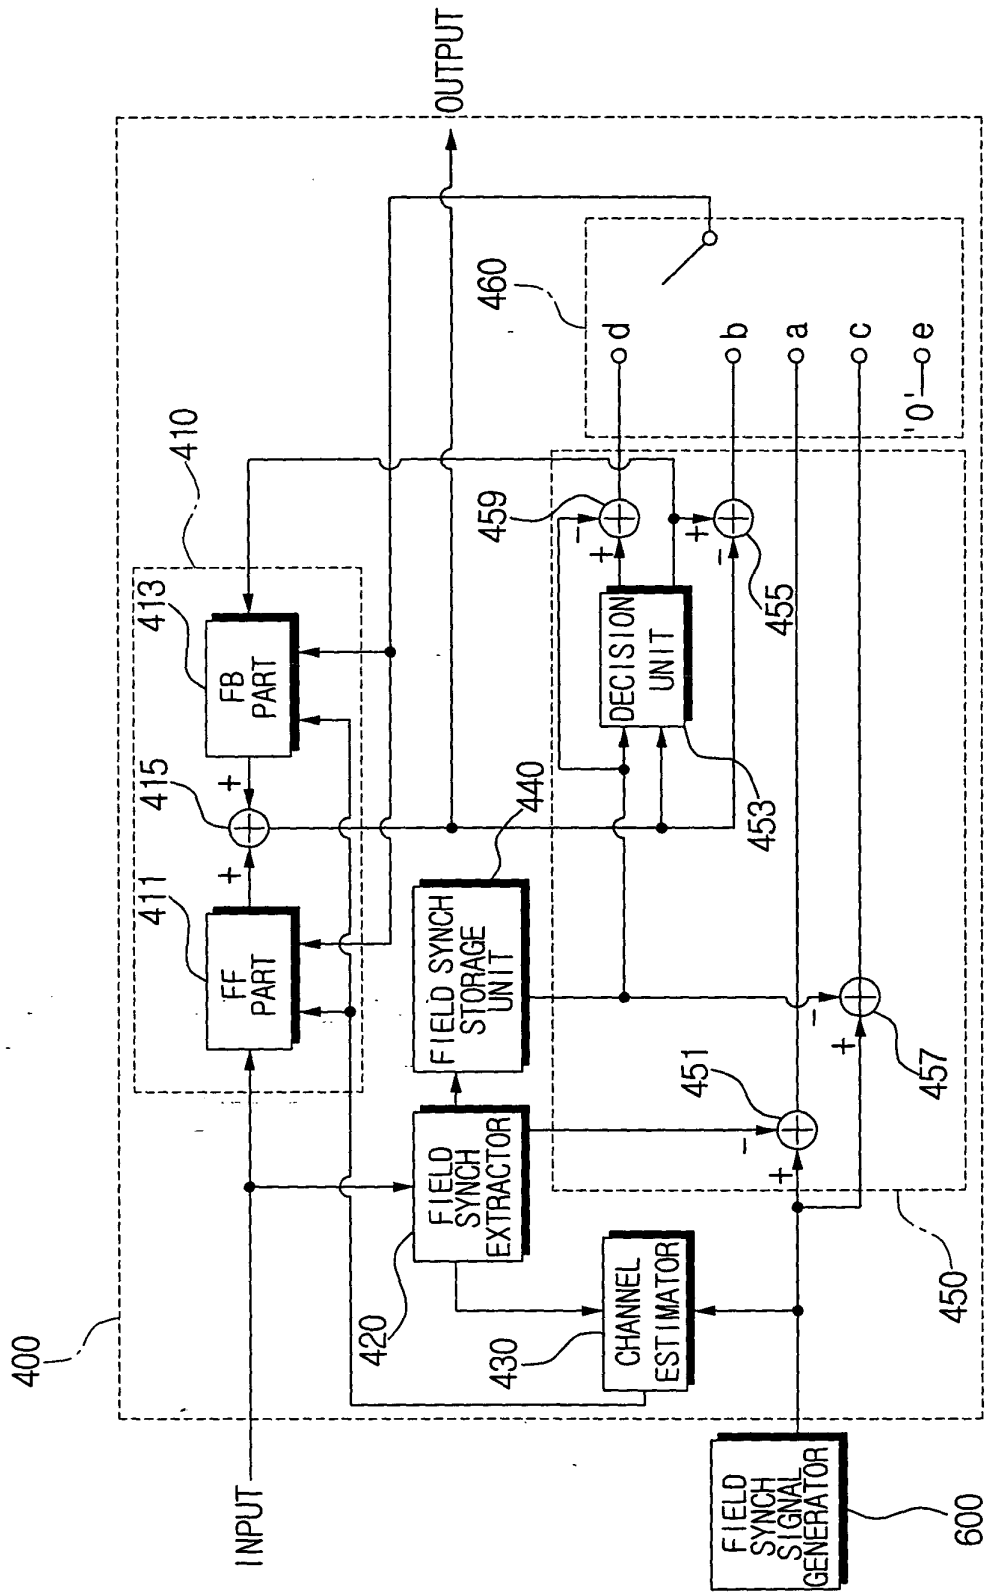 400
INPUT
410
411
FF
PART
+
415
+
413
FB
PART
OUTPUT
420
FIELD
SYNCH
EXTRACTOR
FIELD SYNCH
STORAGE
UNIT
440
430
CHANNEL
ESTIMATOR
450
451
-
+
457
-
+
453
DECISION
UNIT
459
-
+
455
+
-
460
d
b
a
c
'0'
e
FIELD
SYNCH
SIGNAL
GENERATOR
600